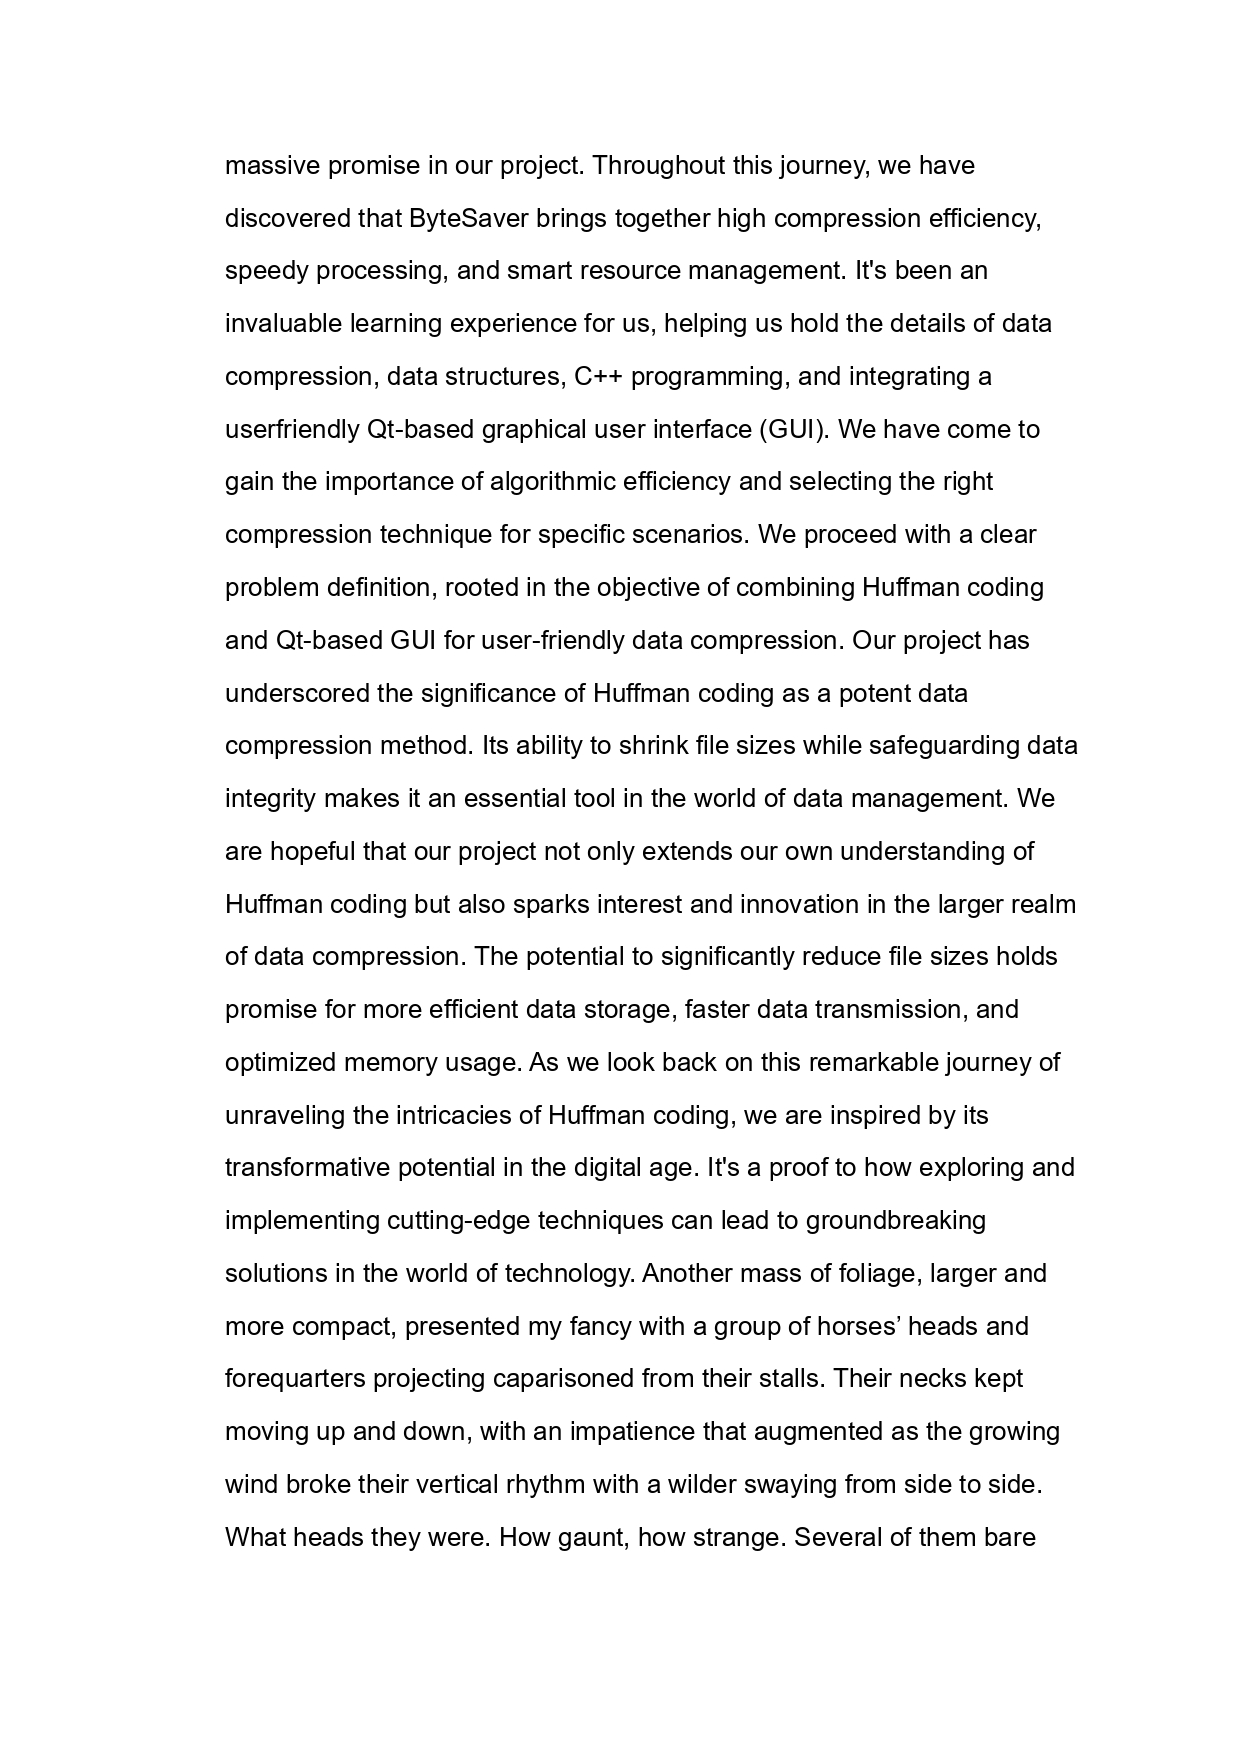 massive promise in our project. Throughout this journey, we have
discovered that ByteSaver brings together high compression efficiency,
speedy processing, and smart resource management. It's been an
invaluable learning experience for us, helping us hold the details of data
compression, data structures, C++ programming, and integrating a
userfriendly Qt-based graphical user interface (GUI). We have come to
gain the importance of algorithmic efficiency and selecting the right
compression technique for specific scenarios. We proceed with a clear
problem definition, rooted in the objective of combining Huffman coding
and Qt-based GUI for user-friendly data compression. Our project has
underscored the significance of Huffman coding as a potent data
compression method. Its ability to shrink file sizes while safeguarding data
integrity makes it an essential tool in the world of data management. We
are hopeful that our project not only extends our own understanding of
Huffman coding but also sparks interest and innovation in the larger realm
of data compression. The potential to significantly reduce file sizes holds
promise for more efficient data storage, faster data transmission, and
optimized memory usage. As we look back on this remarkable journey of
unraveling the intricacies of Huffman coding, we are inspired by its
transformative potential in the digital age. It's a proof to how exploring and
implementing cutting-edge techniques can lead to groundbreaking
solutions in the world of technology. Another mass of foliage, larger and
more compact, presented my fancy with a group of horses’ heads and
forequarters projecting caparisoned from their stalls. Their necks kept
moving up and down, with an impatience that augmented as the growing
wind broke their vertical rhythm with a wilder swaying from side to side.
What heads they were. How gaunt, how strange. Several of them bare